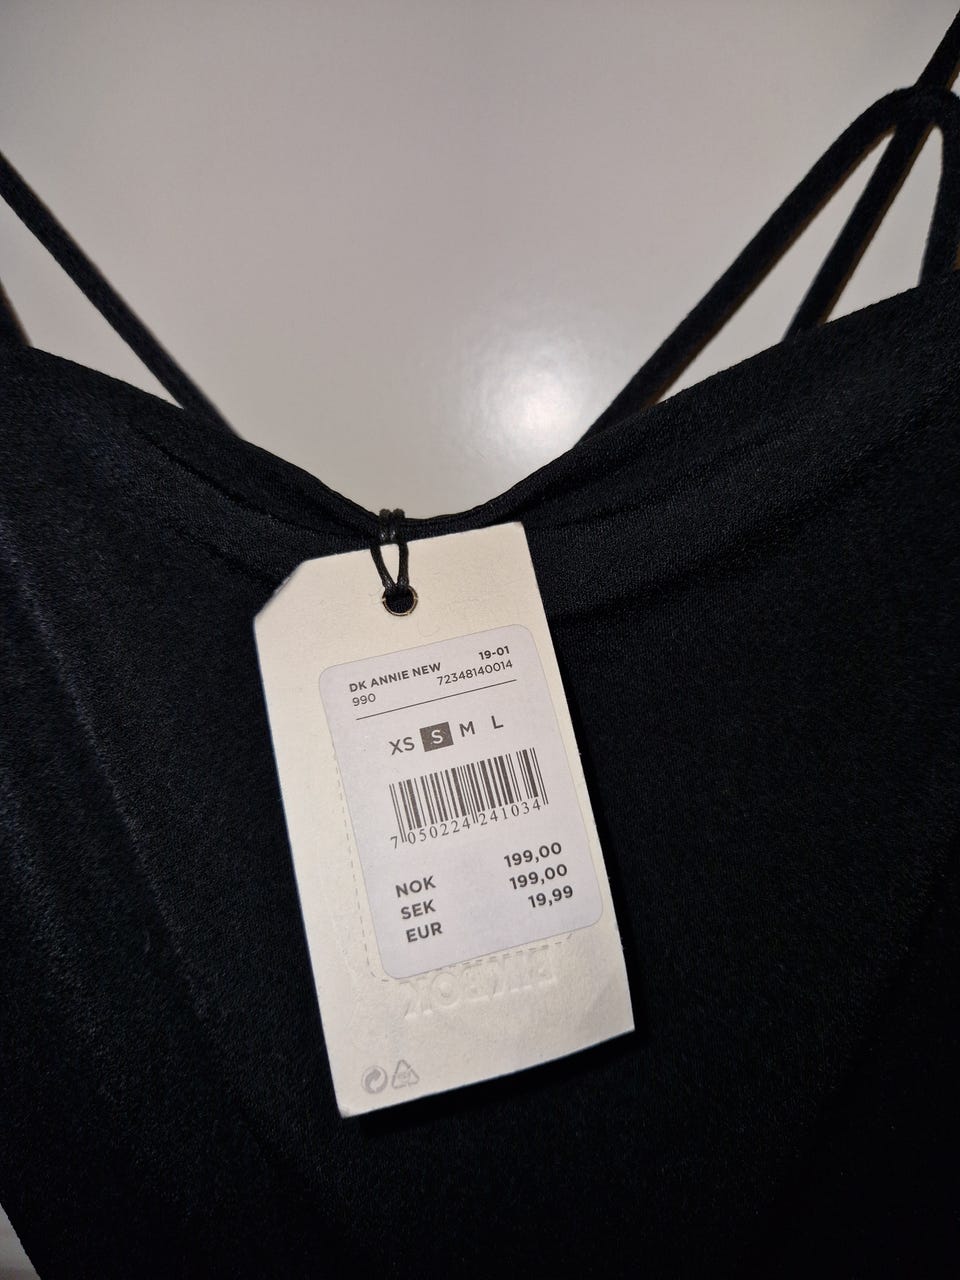 DK ANNIE NEW 19-01
990 72348140014
XS S M L
7 050224 241034
NOK 199,00
SEK 199,00
EUR 19,99
BIKBOK